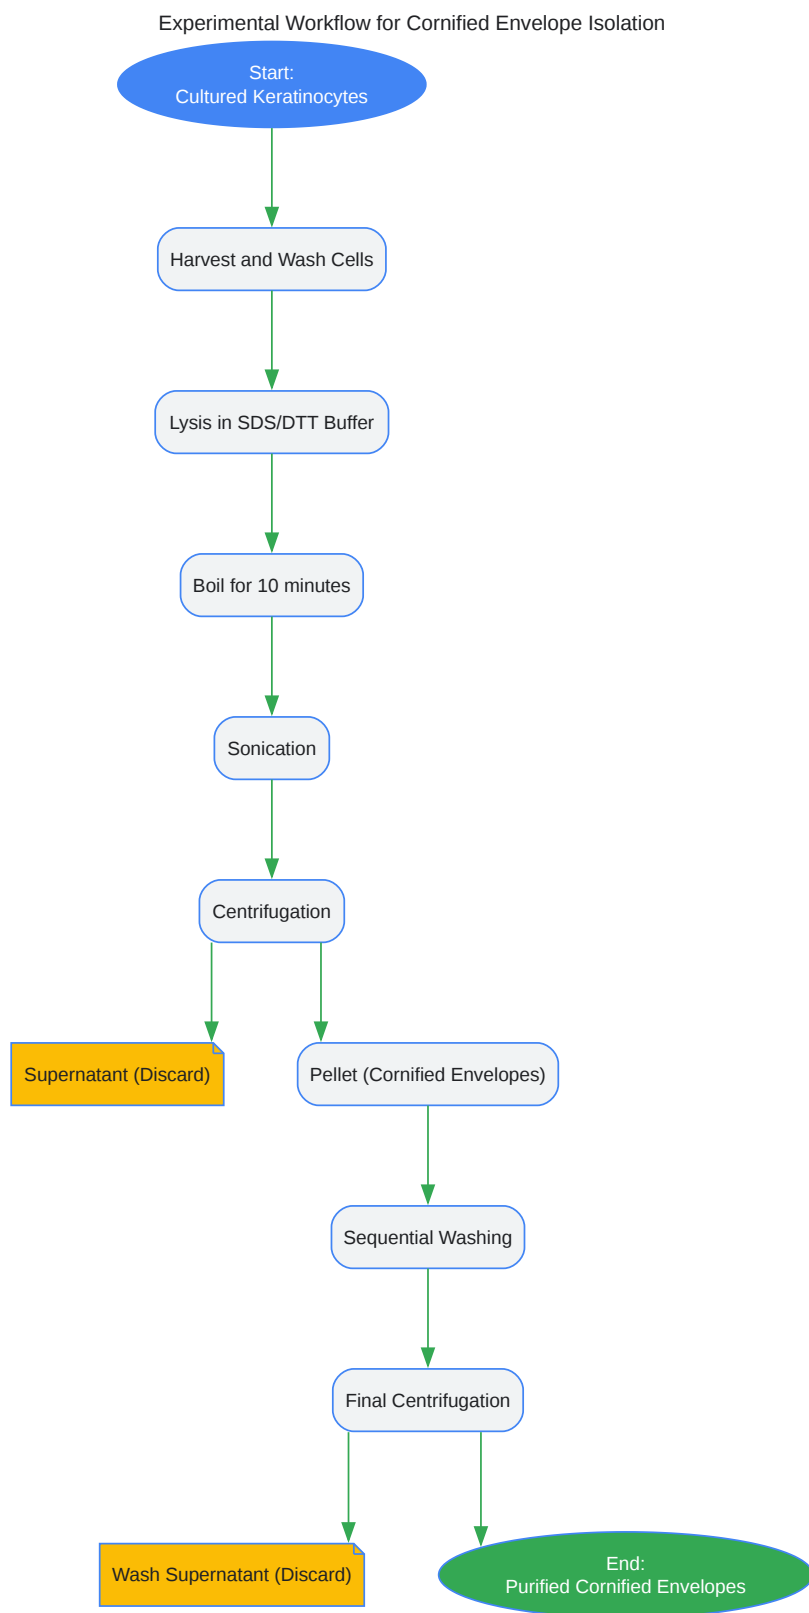 Experimental Workflow for Cornified Envelope Isolation
Start:
Cultured Keratinocytes
Harvest and Wash Cells
Lysis in SDS/DTT Buffer
Boil for 10 minutes
Sonication
Centrifugation
Supernatant (Discard)
Pellet (Cornified Envelopes)
Sequential Washing
Final Centrifugation
Wash Supernatant (Discard)
End:
Purified Cornified Envelopes